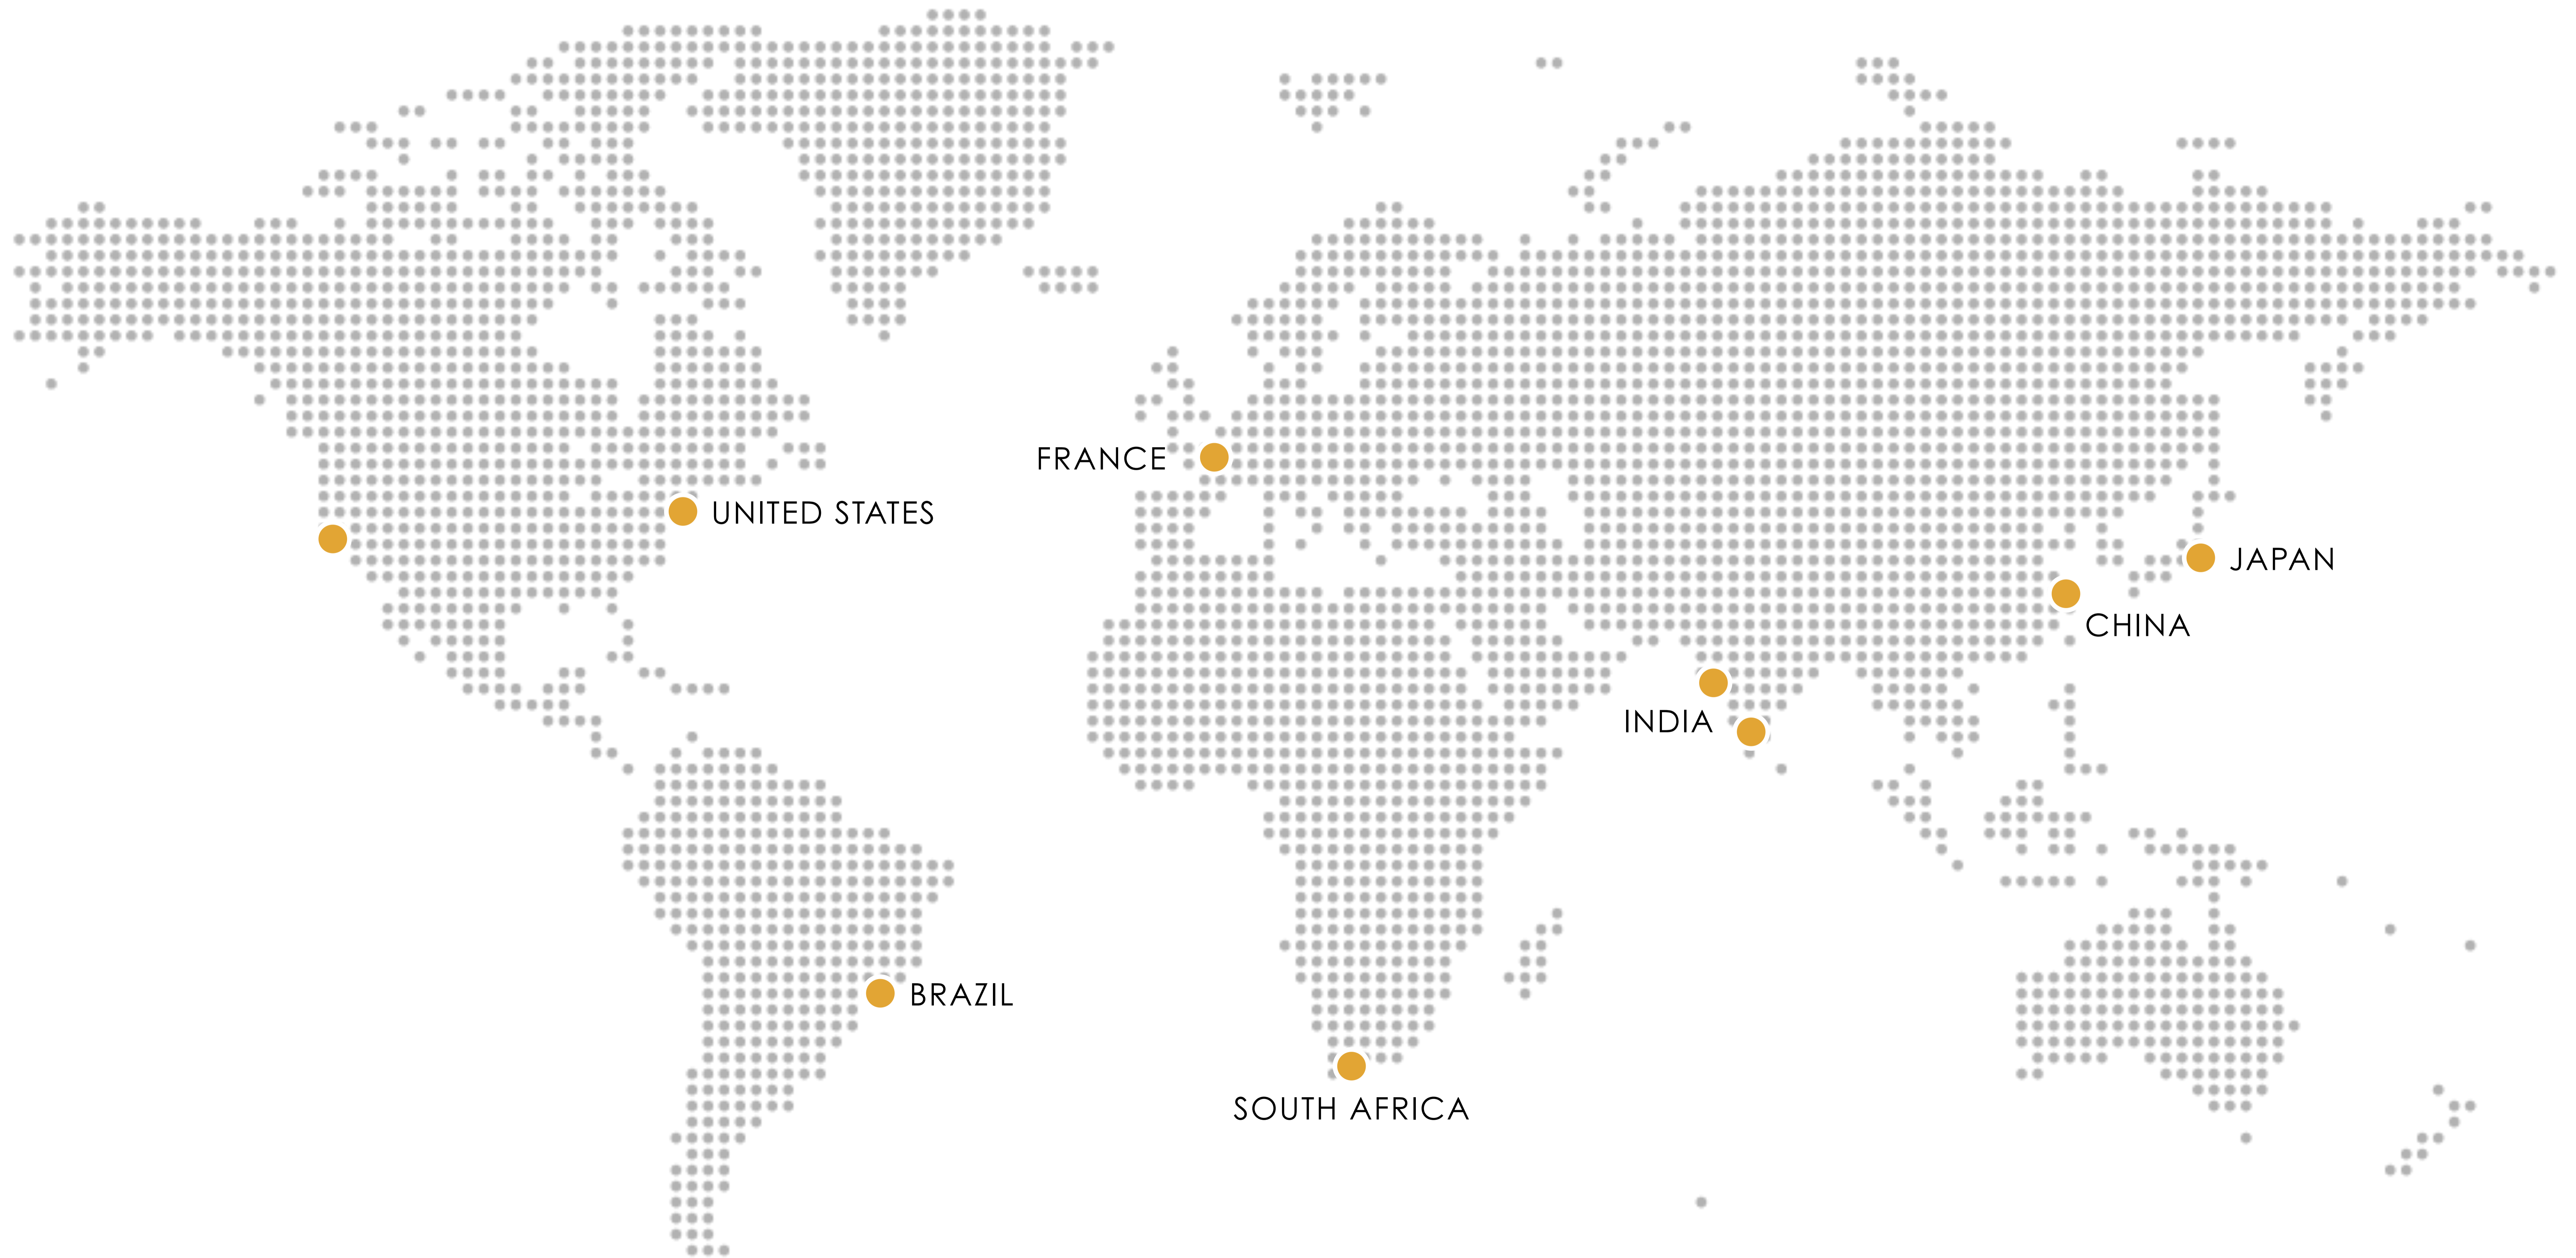 FRANCE
UNITED STATES
JAPAN
CHINA
INDIA
BRAZIL
SOUTH AFRICA